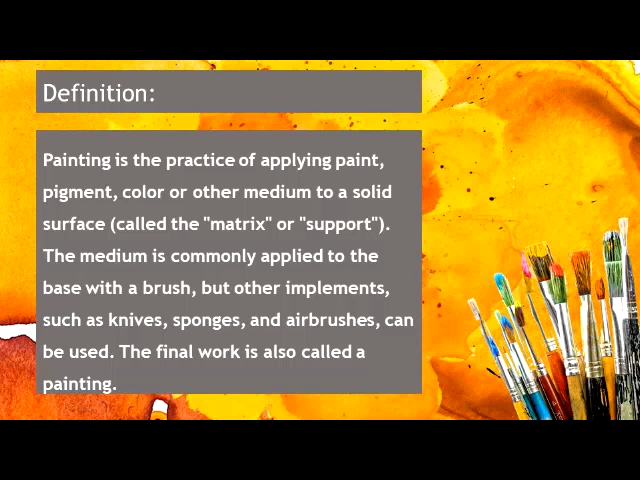 Definition:
Painting is the practice of applying paint,
pigment, color or other medium to a solid
surface (called the "matrix" or "support").
The medium is commonly applied to the
base with a brush, but other implements,
such as knives, sponges, and airbrushes, can
be used. The final work is also called a
painting.